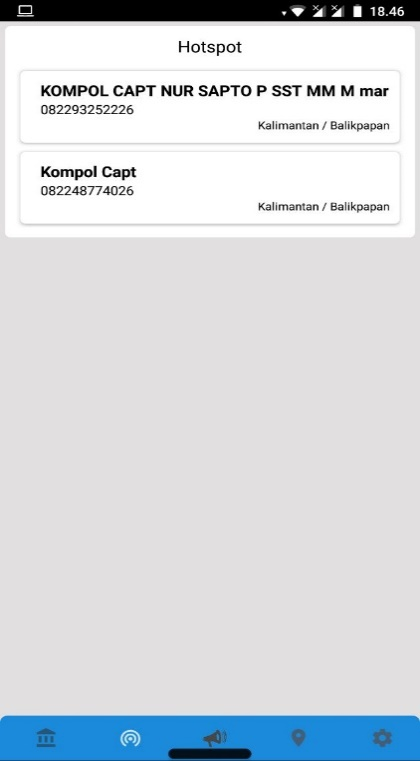 18.46
Hotspot
KOMPOL CAPT NUR SAPTO P SST MM M mar
082293252226
Kalimantan / Balikpapan
Kompol Capt
082248774026
Kalimantan / Balikpapan